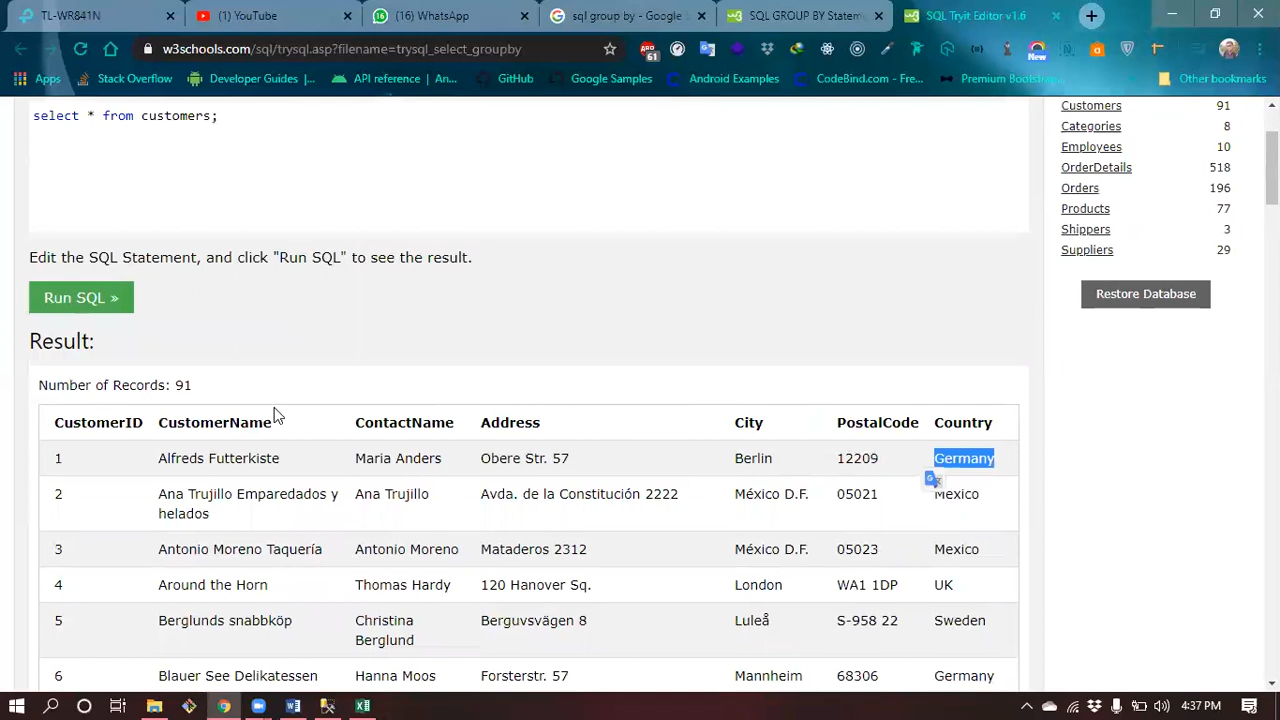 TL-WR841N
(1) YouTube
(16) WhatsApp
sql group by - Google S
SQL GROUP BY Statem
SQL Tryit Editor v1.6
w3schools.com/sql/trysql.asp?filename=trysql_select_groupby
61
New
Apps
Stack Overflow
Developer Guides |...
API reference | An...
GitHub
Google Samples
Android Examples
CodeBind.com - Fre...
Premium Bootstrap...
Other bookmarks
select * from customers;
Customers 91
Categories 8
Employees 10
OrderDetails 518
Orders 196
Products 77
Shippers 3
Suppliers 29
Restore Database
Edit the SQL Statement, and click "Run SQL" to see the result.
Run SQL »
Result:
Number of Records: 91
CustomerID CustomerName ContactName Address City PostalCode Country
1 Alfreds Futterkiste Maria Anders Obere Str. 57 Berlin 12209 Germany
2 Ana Trujillo Emparedados y Ana Trujillo Avda. de la Constitución 2222 México D.F. 05021 Mexico
helados
3 Antonio Moreno Taquería Antonio Moreno Mataderos 2312 México D.F. 05023 Mexico
4 Around the Horn Thomas Hardy 120 Hanover Sq. London WA1 1DP UK
5 Berglunds snabbköp Christina Berguvsvägen 8 Luleå S-958 22 Sweden
Berglund
6 Blauer See Delikatessen Hanna Moos Forsterstr. 57 Mannheim 68306 Germany
4:37 PM